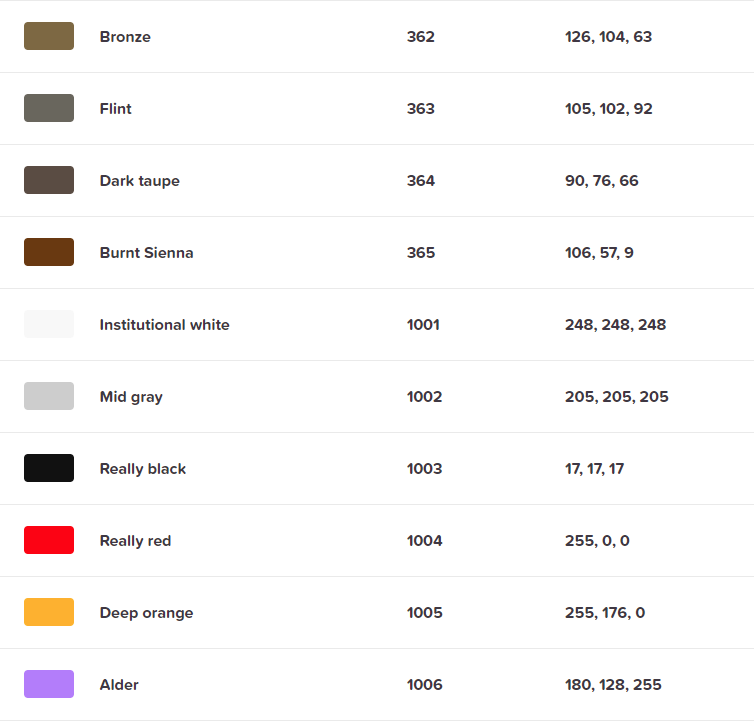 Bronze 362 126, 104, 63
Flint 363 105, 102, 92
Dark taupe 364 90, 76, 66
Burnt Sienna 365 106, 57, 9
Institutional white 1001 248, 248, 248
Mid gray 1002 205, 205, 205
Really black 1003 17, 17, 17
Really red 1004 255, 0, 0
Deep orange 1005 255, 176, 0
Alder 1006 180, 128, 255